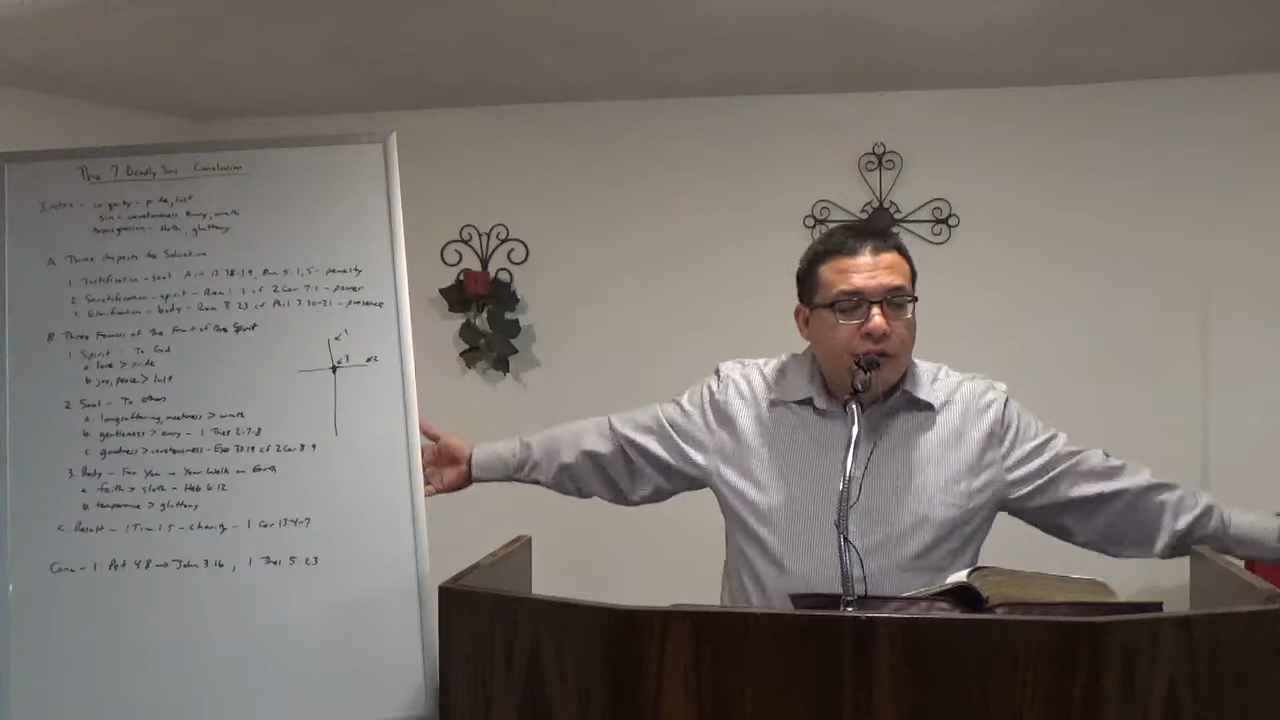 The 7 Deadly Sins Conclusion
Intro - iniquity - pride, lust
sin - covetousness envy, wrath
transgression - sloth, gluttony
A. Three Aspects to Salvation
1. Justification - soul Act 13.38-39, Rom 5.1,5 - penalty
2. Sanctification - spirit - Rom cf 2 Cor 7.1 - power
3. Glorification - body - Rom 8.23 cf Phil 3.20-21 - presence
B. Three Focuses of the Fruit of the Spirit
1. Spirit - To God
a. love > pride
b. joy, peace > lust
1
3
2
2. Soul - To others
a. longsuffering, meekness > wrath
b. gentleness > envy - 1 Thes 2.7-8
c. goodness > covetousness - Exo 33.19 cf 2 Cor 8.9
3. Body - For You - Your Walk on Earth
a. faith > sloth - Heb 6.12
b. temperance > gluttony
C. Result - 1 Tim 1.5 - charity - 1 Cor 13.4-7
Conc - 1 Pet 4.8 → John 3.16, 1 Thes 5.23